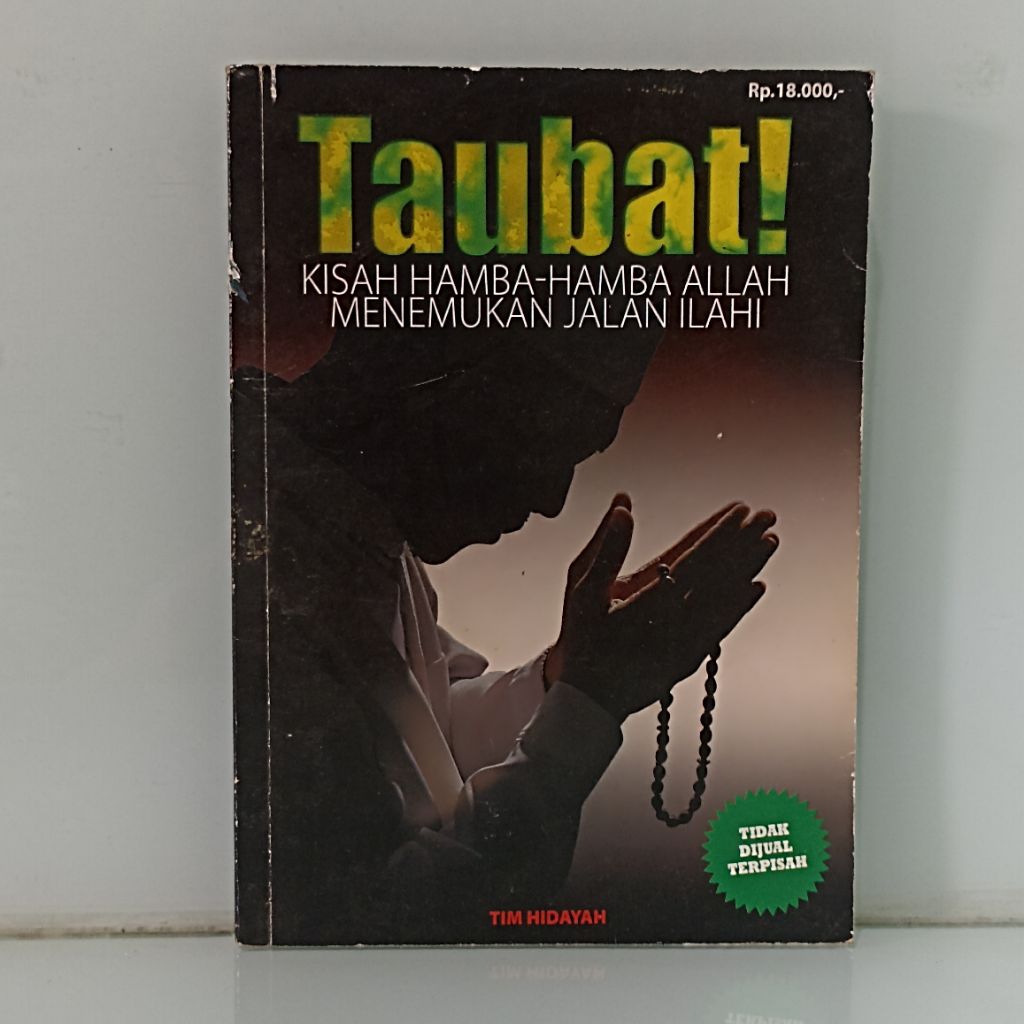 Rp.18.000,-
Taubat!
KISAH HAMBA-HAMBA ALLAH
MENEMUKAN JALAN ILAHI
TIDAK
DIJUAL
TERPISAH
TIM HIDAYAH